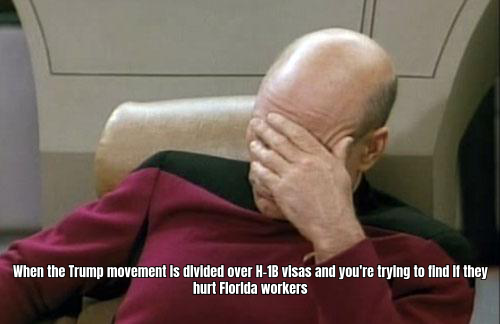 When the Trump movement is divided over H-1B visas and you're trying to find if they
hurt Florida workers